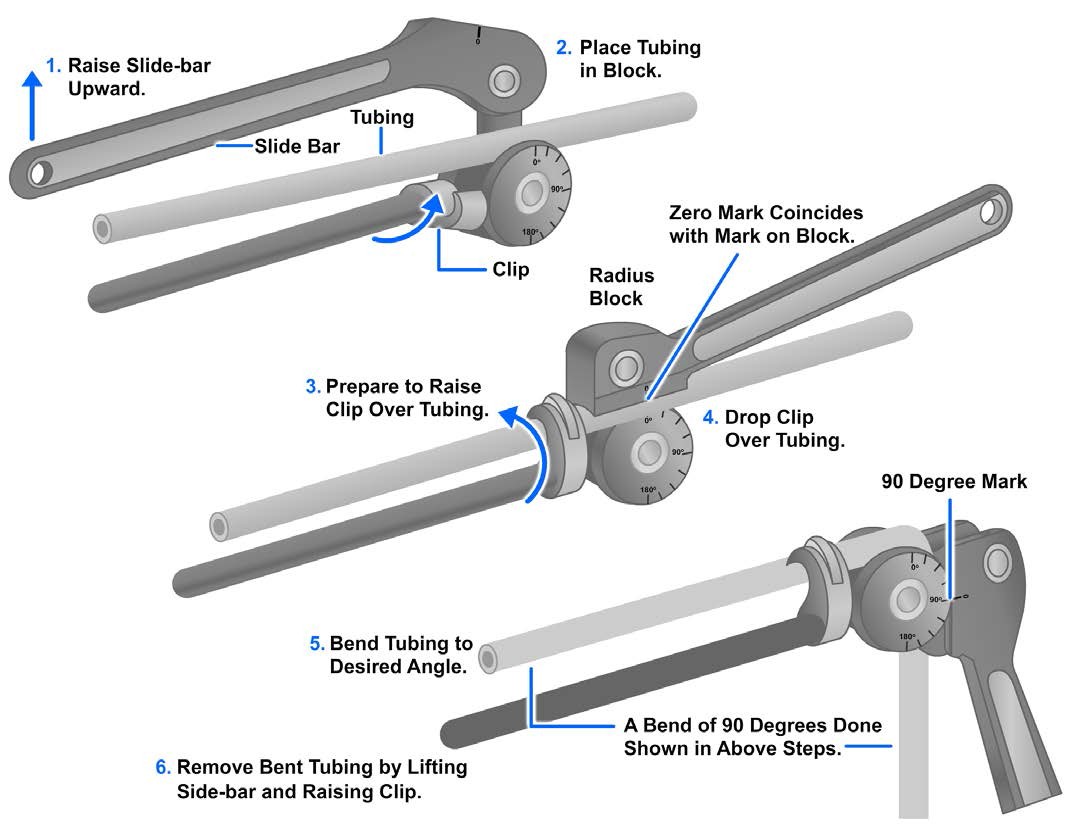 1. Raise Slide-bar
Upward.
0
2. Place Tubing
in Block.
Tubing
Slide Bar
0°
90°
180°
Clip
Zero Mark Coincides
with Mark on Block.
Radius
Block
3. Prepare to Raise
Clip Over Tubing.
0
0°
90°
180°
4. Drop Clip
Over Tubing.
90 Degree Mark
0°
90°
0
180°
5. Bend Tubing to
Desired Angle.
A Bend of 90 Degrees Done
Shown in Above Steps.
6. Remove Bent Tubing by Lifting
Side-bar and Raising Clip.